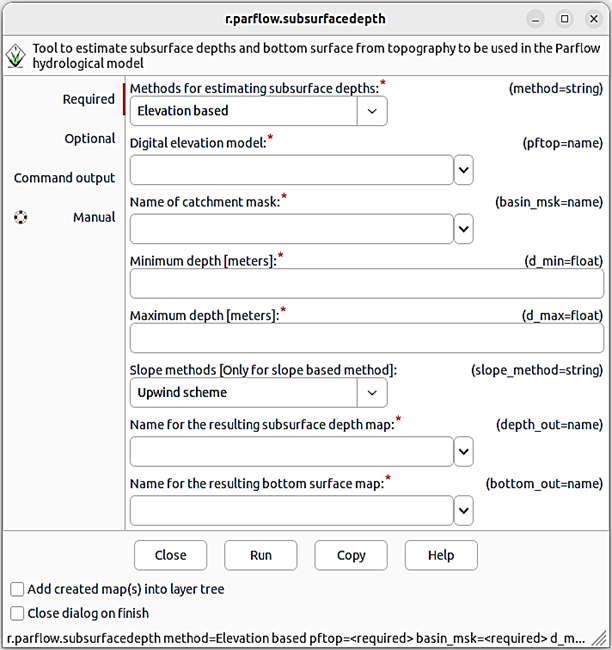 r.parflow.subsurfacedepth
Tool to estimate subsurface depths and bottom surface from topography to be used in the Parflow
hydrological model
Required
Optional
Command output
Manual
Methods for estimating subsurface depths:* (method=string)
Elevation based
Digital elevation model:* (pftop=name)
Name of catchment mask:* (basin_msk=name)
Minimum depth [meters]:* (d_min=float)
Maximum depth [meters]:* (d_max=float)
Slope methods [Only for slope based method]: (slope_method=string)
Upwind scheme
Name for the resulting subsurface depth map:* (depth_out=name)
Name for the resulting bottom surface map:* (bottom_out=name)
Close Run Copy Help
Add created map(s) into layer tree
Close dialog on finish
r.parflow.subsurfacedepth method=Elevation based pftop=<required> basin_msk=<required> d_m...